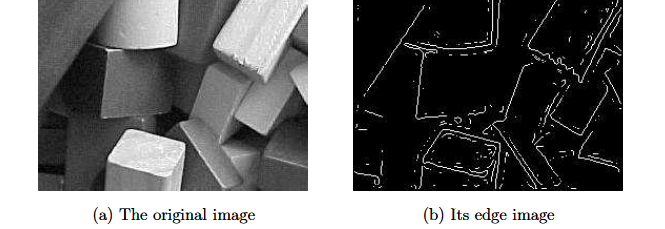 (a) The original image
(b) Its edge image